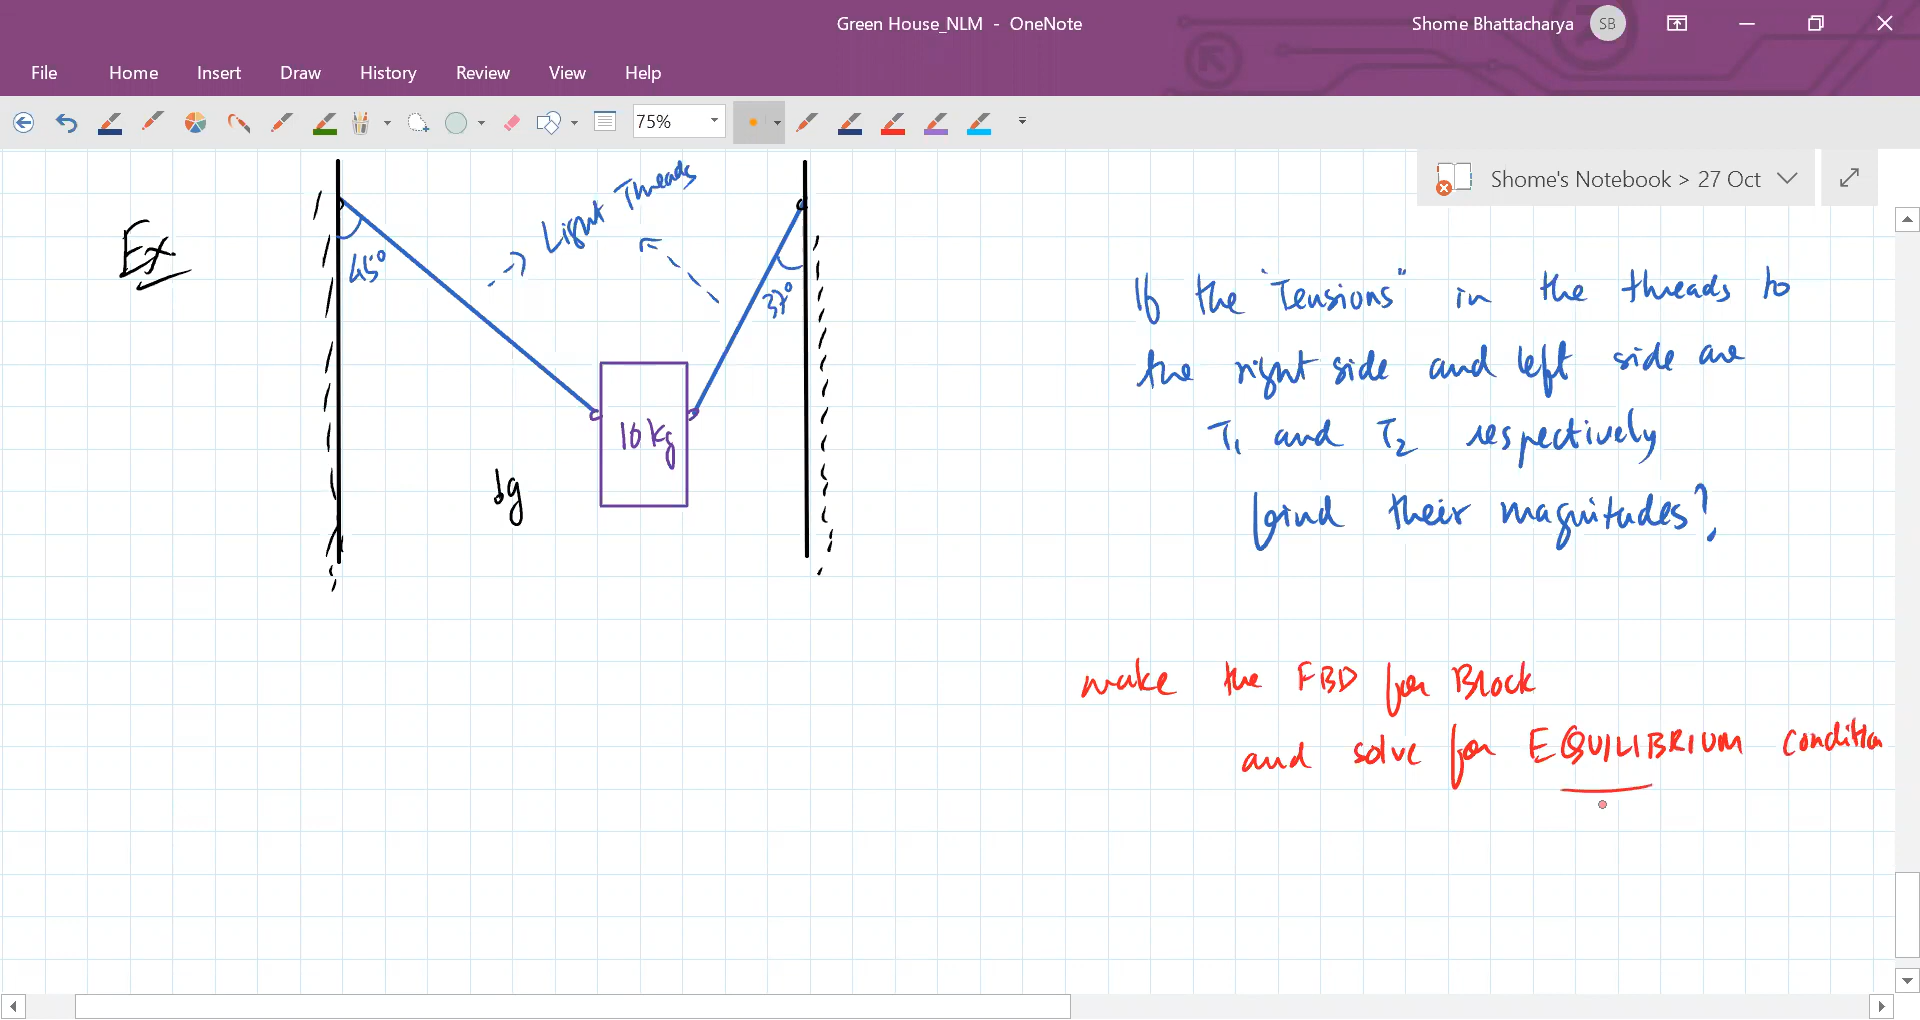 Green House_NLM - OneNote
Shome Bhattacharya SB
File Home Insert Draw History Review View Help
75%
Shome's Notebook > 27 Oct
Ex
45°
Light Threads
37°
10 kg
↓g
If the "Tensions" in the threads to
the right side and left side are
T₁ and T₂ respectively
find their magnitudes?
make the FBD for Block
and solve for EQUILIBRIUM condition